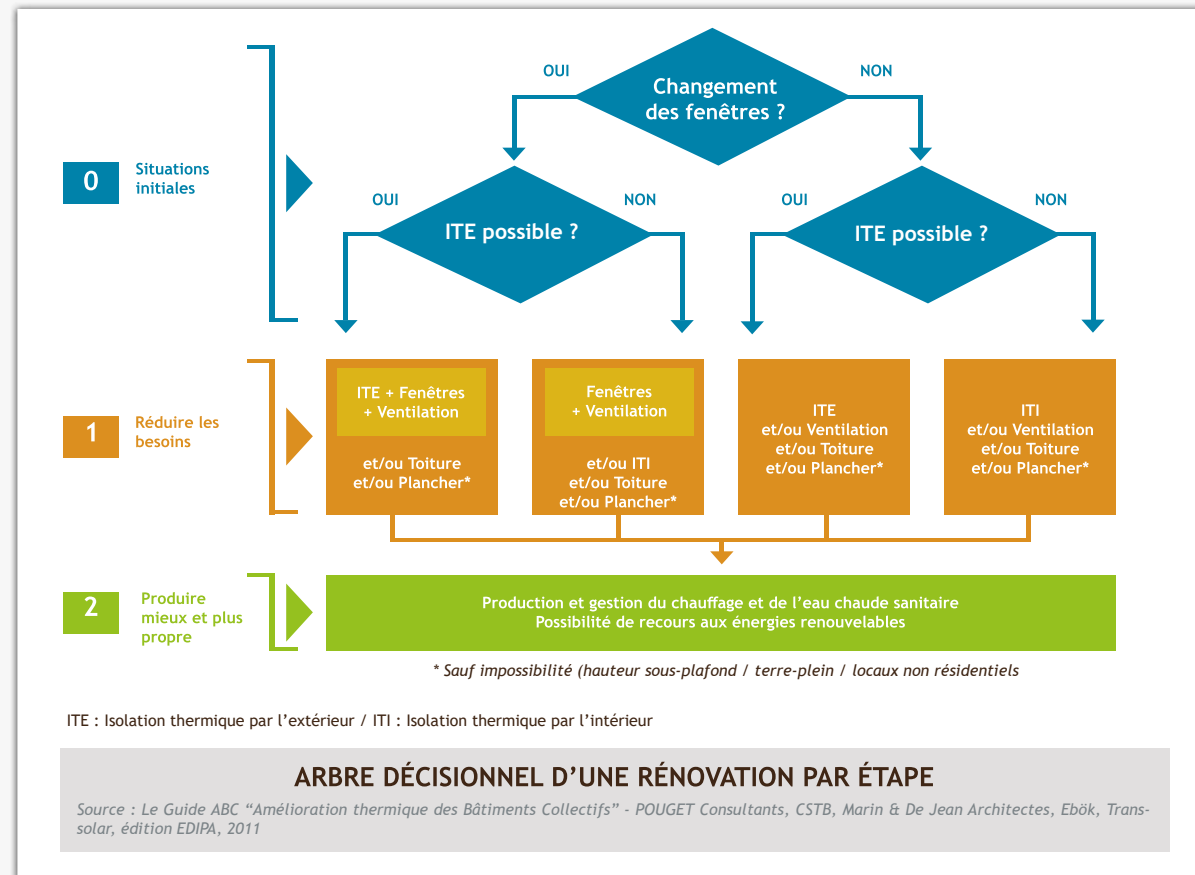 OUI
NON
Changement
des fenêtres ?
0
Situations
initiales
OUI
NON
OUI
NON
ITE possible ?
ITE possible ?
1
Réduire les
besoins
ITE + Fenêtres
+ Ventilation
et/ou Toiture
et/ou Plancher*
Fenêtres
+ Ventilation
et/ou ITI
et/ou Toiture
et/ou Plancher*
ITE
et/ou Ventilation
et/ou Toiture
et/ou Plancher*
ITI
et/ou Ventilation
et/ou Toiture
et/ou Plancher*
2
Produire
mieux et plus
propre
Production et gestion du chauffage et de l’eau chaude sanitaire
Possibilité de recours aux énergies renouvelables
* Sauf impossibilité (hauteur sous-plafond / terre-plein / locaux non résidentiels
ITE : Isolation thermique par l’extérieur / ITI : Isolation thermique par l’intérieur
ARBRE DÉCISIONNEL D’UNE RÉNOVATION PAR ÉTAPE
Source : Le Guide ABC “Amélioration thermique des Bâtiments Collectifs” - POUGET Consultants, CSTB, Marin & De Jean Architectes, Ebök, Trans-
solar, édition EDIPA, 2011